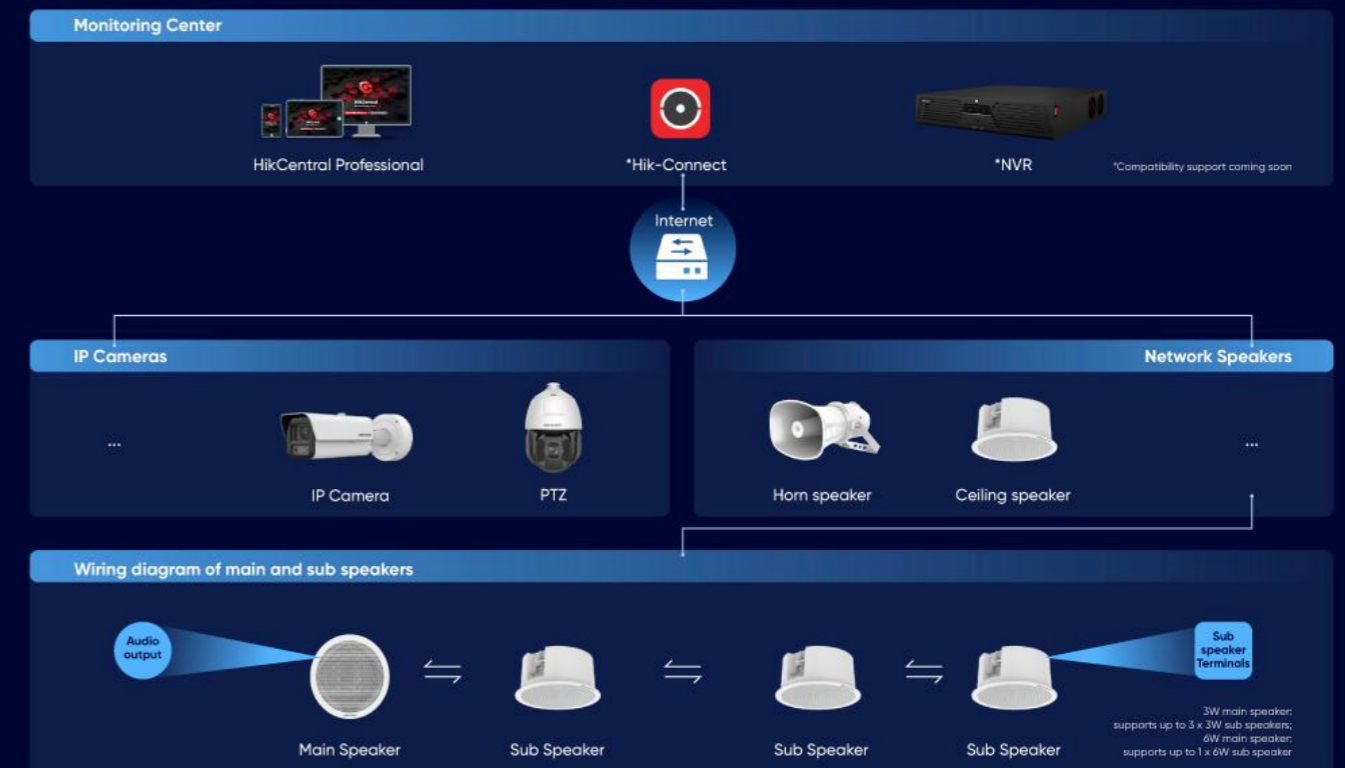 Monitoring Center
HikCentral Professional
*Hik-Connect
*NVR
*Compatibility support coming soon
Internet
IP Cameras
Network Speakers
...
IP Camera
PTZ
Horn speaker
Ceiling speaker
...
Wiring diagram of main and sub speakers
Audio
output
Sub
speaker
Terminals
Main Speaker
Sub Speaker
Sub Speaker
Sub Speaker
3W main speaker:
supports up to 3 x 3W sub speakers;
6W main speaker:
supports up to 1 x 6W sub speaker